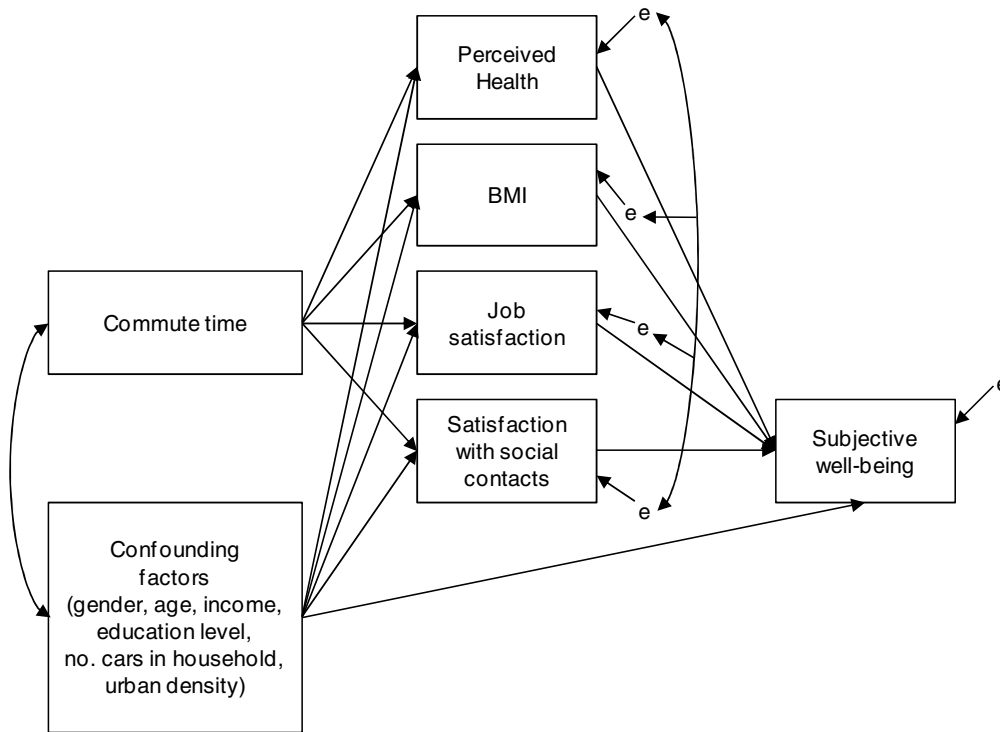 e
Perceived
Health
BMI
e
Commute time
Job
satisfaction
e
Satisfaction
with social
contacts
e
Subjective
well-being
e
Confounding
factors
(gender, age, income,
education level,
no. cars in household,
urban density)